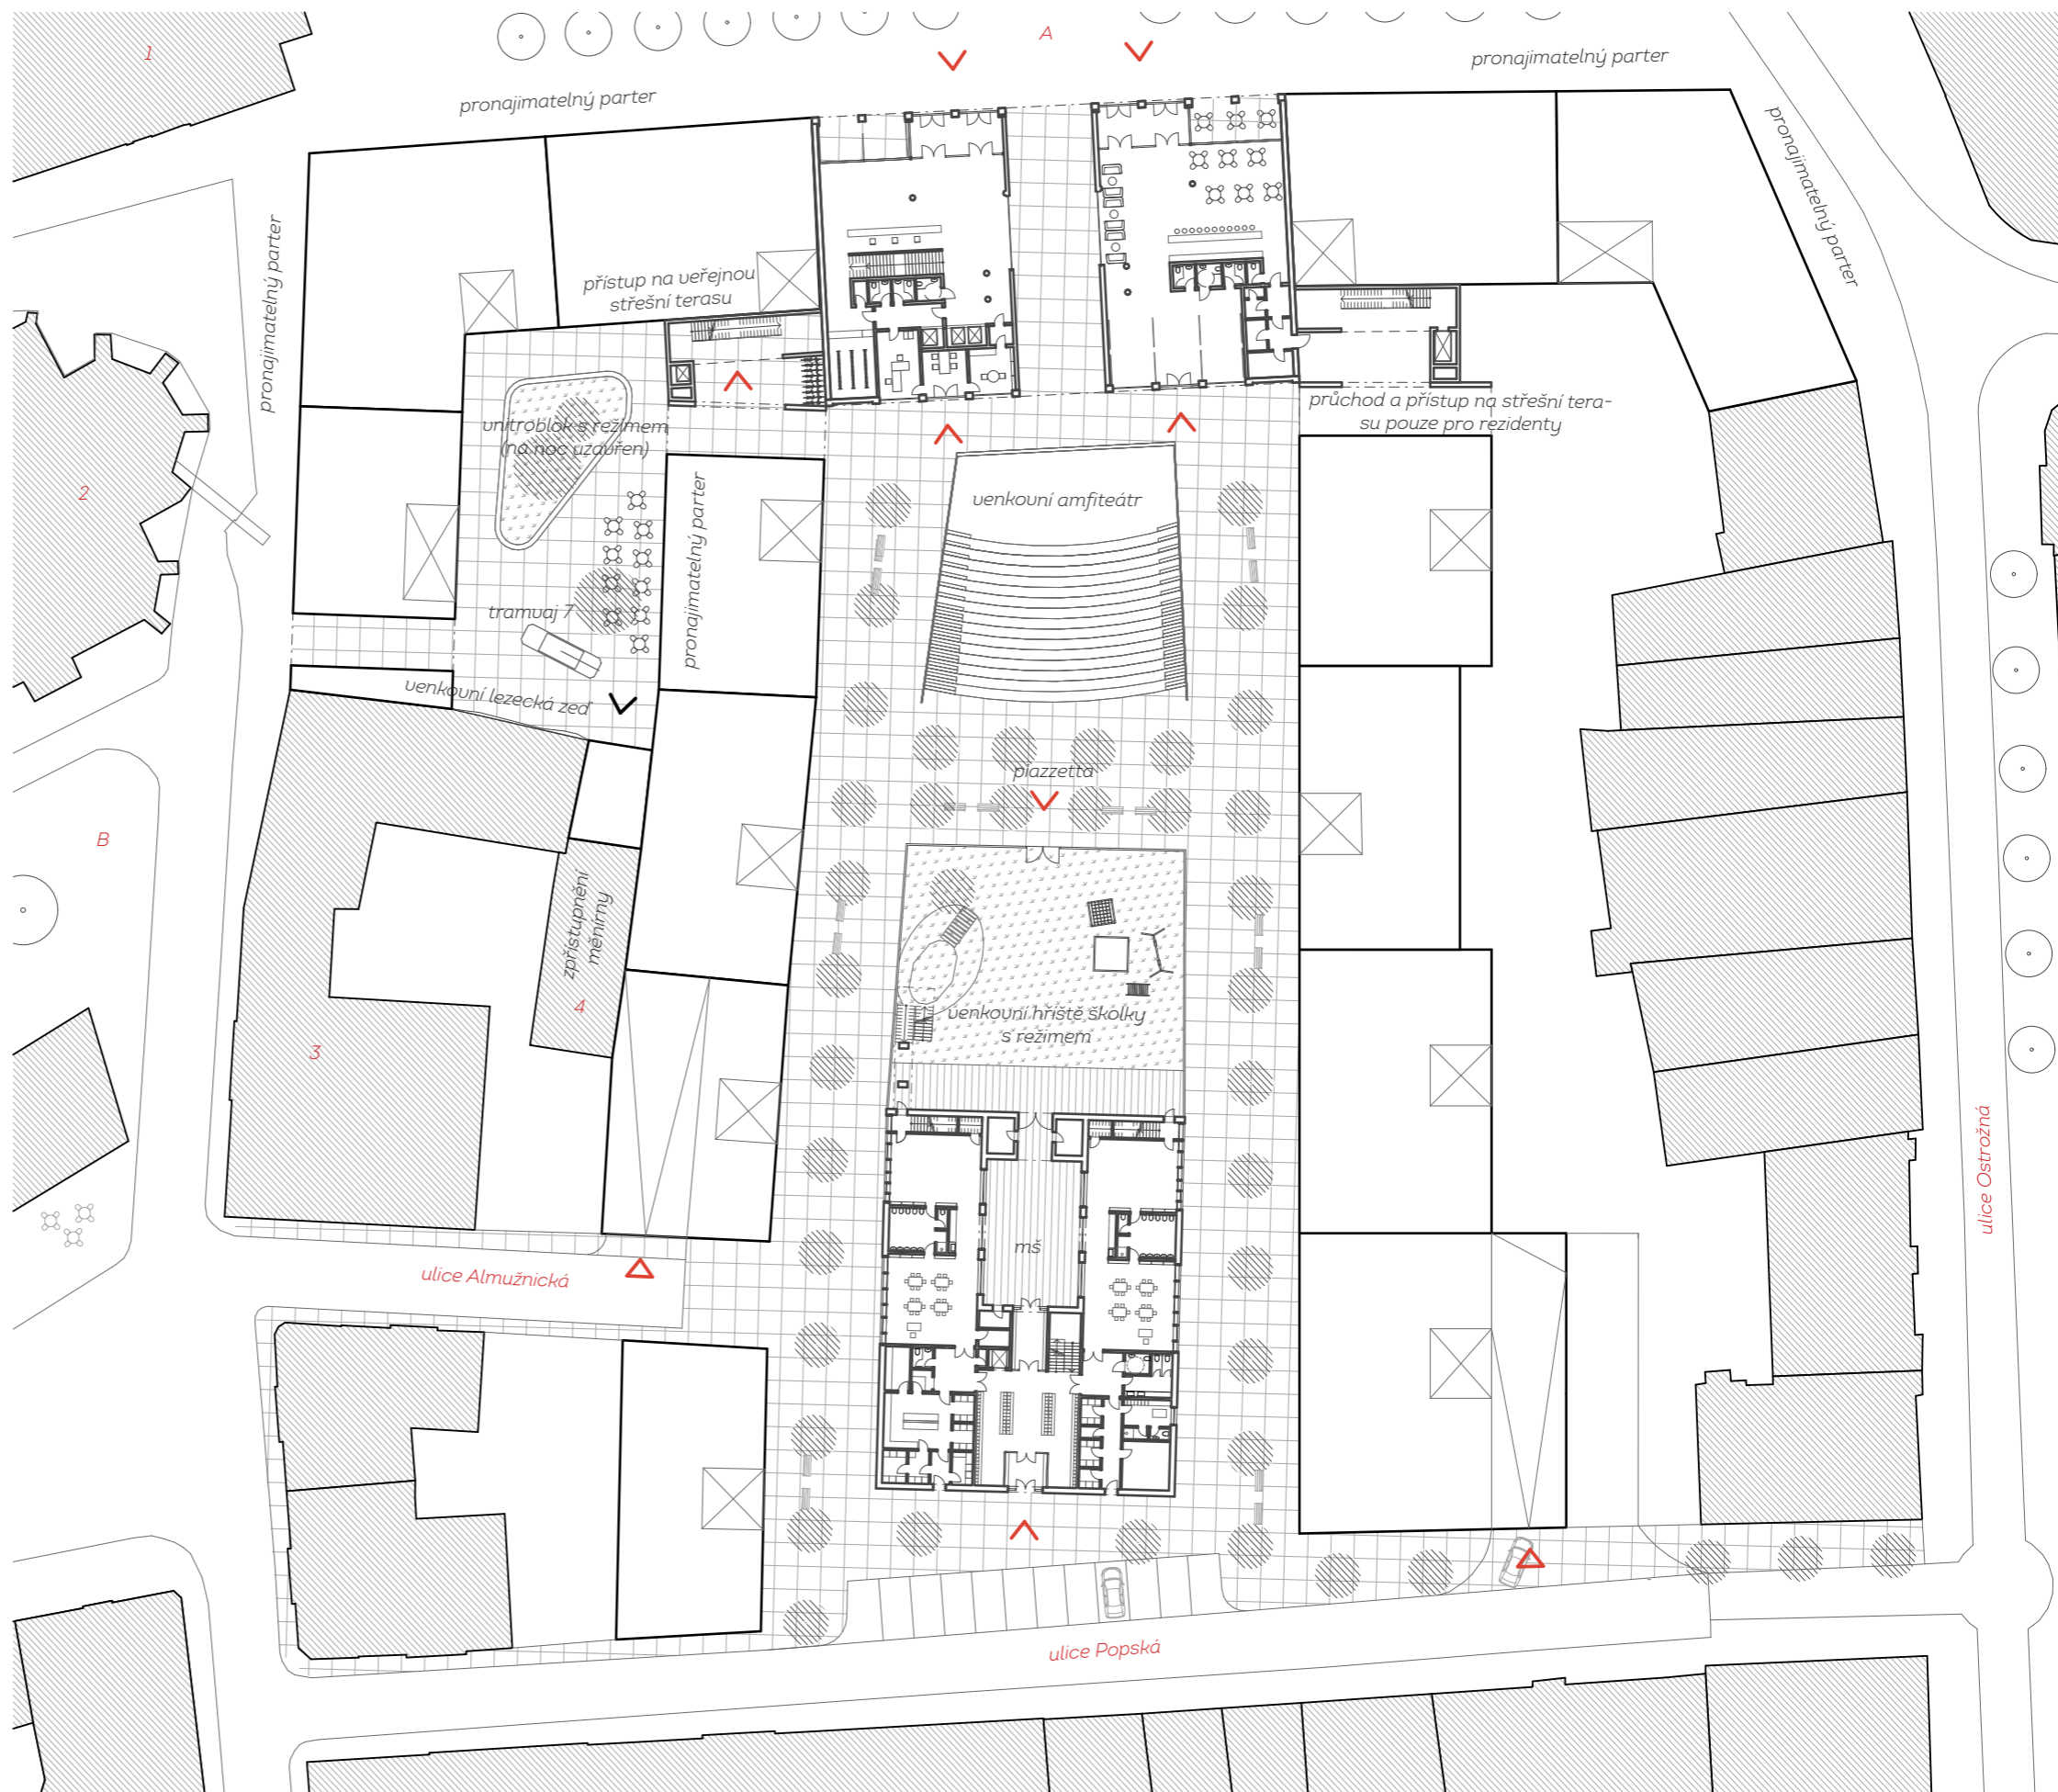 1
A
pronajimatelný parter
pronajimatelný parter
pronajimatelný parter
pronajimatelný parter
přístup na veřejnou
střešní terasu
průchod a přístup na střešní tera-
su pouze pro rezidenty
vnitroblok s režimem
(na noc uzavřen)
2
venkovní amfiteátr
pronajimatelný parter
tramvaj 7
venkovní lezecká zeď
piazzetta
B
zpřístupnění
měnírny
4
3
venkovní hřiště školky
s režimem
ulice Ostrožná
mš
ulice Almužnická
ulice Popská